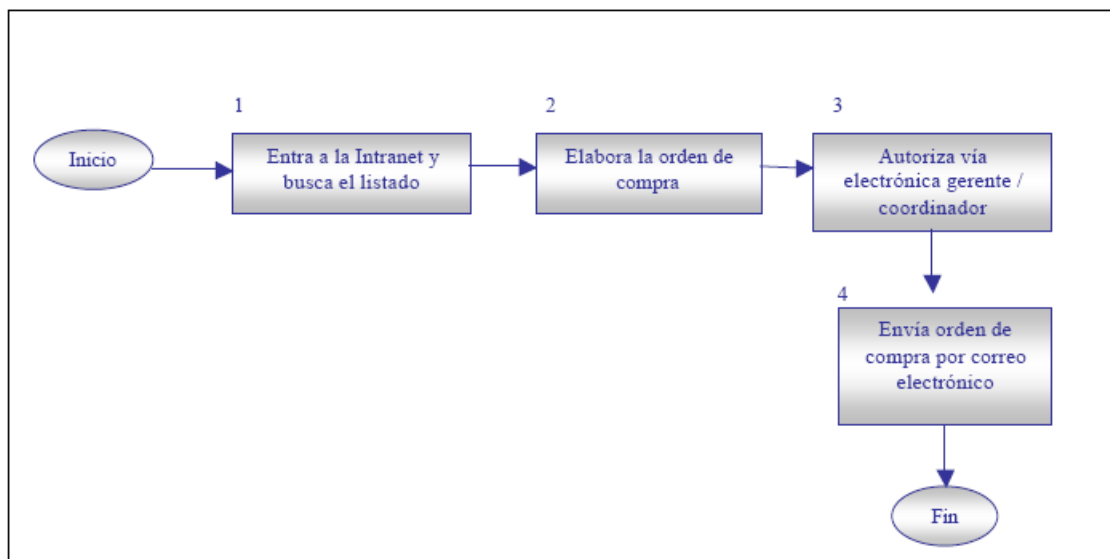 1
2
3
Inicio
Entra a la Intranet y
busca el listado
Elabora la orden de
compra
Autoriza vía
electrónica gerente /
coordinador
4
Envía orden de
compra por correo
electrónico
Fin